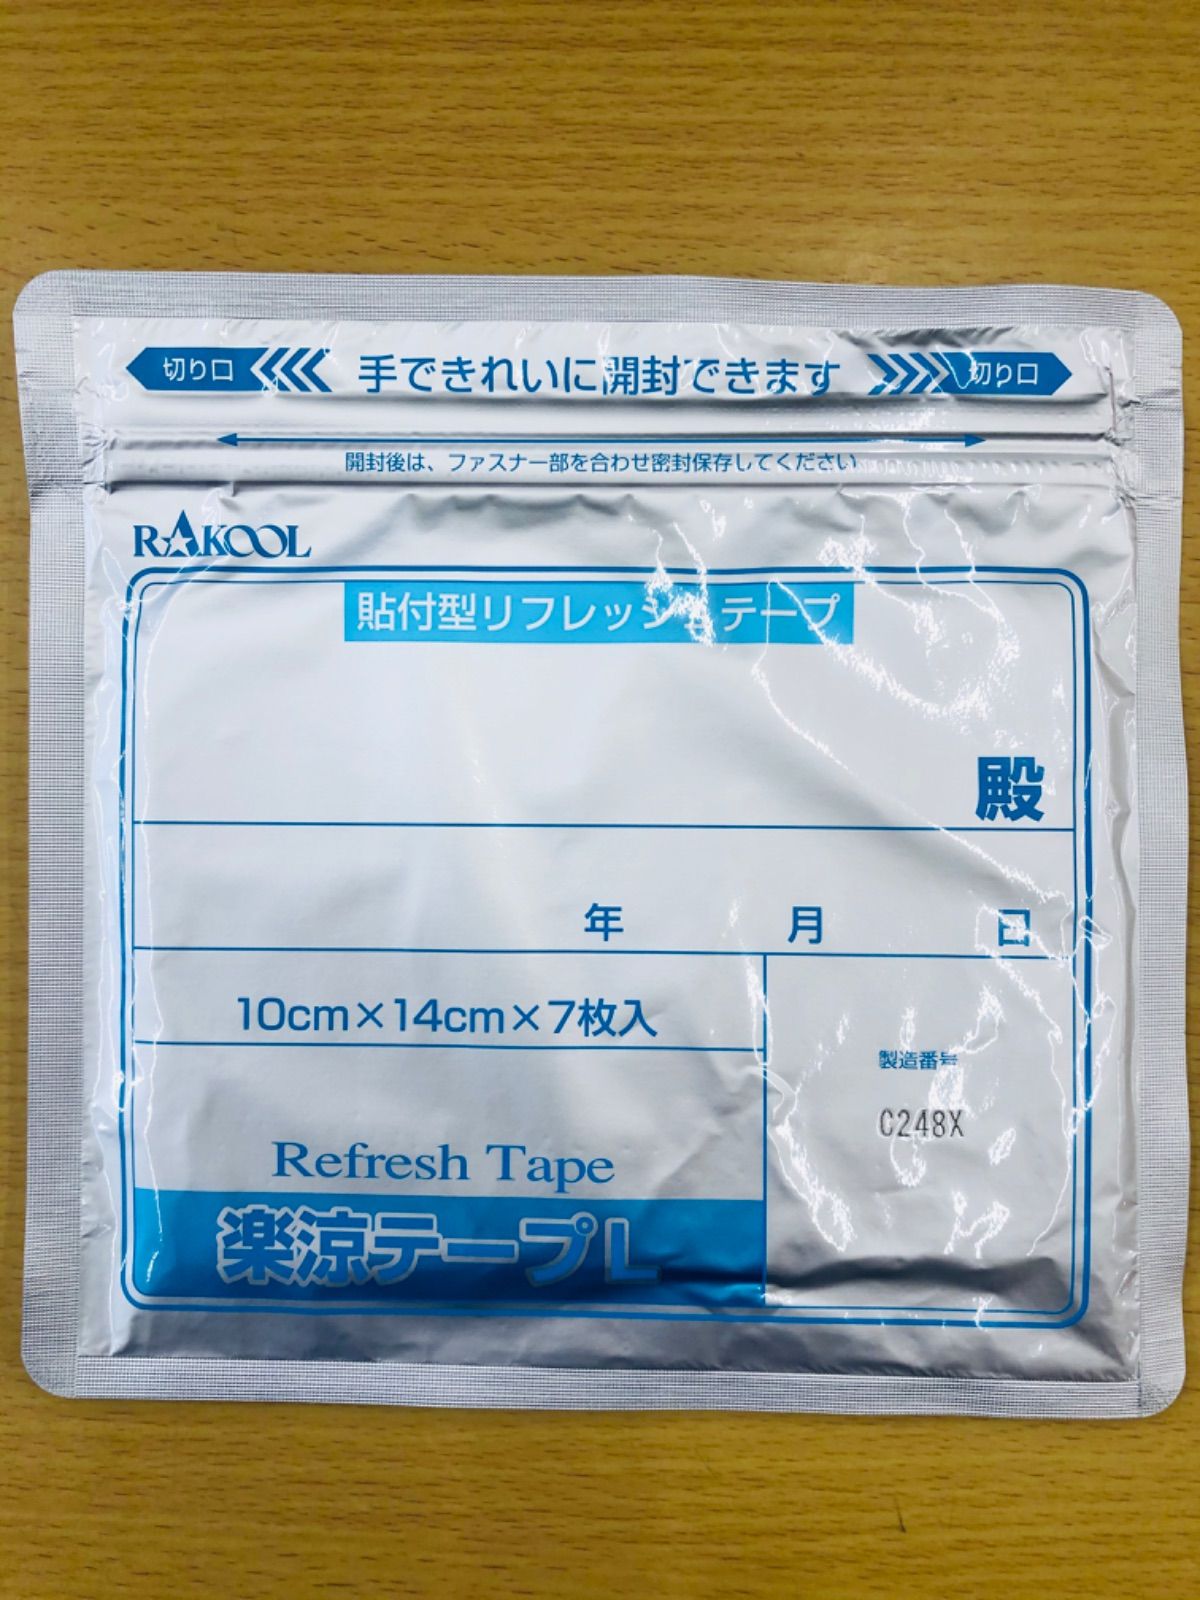 切り口 手できれいに開封できます 切り口
開封後は、ファスナー部を合わせ密封保存してください
RAKOOL
貼付型リフレッシュテープ
殿
年 月 日
10cm×14cm×7枚入
製造番号
C248X
Refresh Tape
楽涼テープL